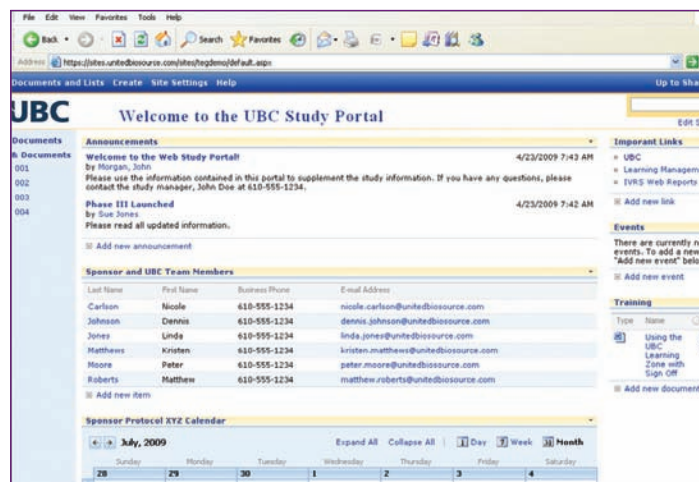 File Edit View Favorites Tools Help
Back Search Favorites
Address https://sites.unitedbiosource.com/sites/tegdemo/default.aspx
Documents and Lists Create Site Settings Help Up to Sha
UBC Welcome to the UBC Study Portal
Edit S
Documents
& Documents
001
002
003
004
Announcements
Welcome to the Web Study Portal! 4/23/2009 7:43 AM
by Morgan, John
Please use the information contained in this portal to supplement the study information. If you have any questions, please
contact the study manager, John Doe at 610-555-1234.
Phase III Launched 4/23/2009 7:42 AM
by Sue Jones
Please read all updated information.
Add new announcement
Sponsor and UBC Team Members
Last Name First Name Business Phone E-mail Address
Carlson Nicole 610-555-1234 nicole.carlson@unitedbiosource.com
Johnson Dennis 610-555-1234 dennis.johnson@unitedbiosource.com
Jones Linda 610-555-1234 linda.jones@unitedbiosource.com
Matthews Kristen 610-555-1234 kristen.matthews@unitedbiosource.com
Moore Peter 610-555-1234 peter.moore@unitedbiosource.com
Roberts Matthew 610-555-1234 matthew.roberts@unitedbiosource.com
Add new item
Sponsor Protocol XYZ Calendar
July, 2009 Expand All Collapse All 1 Day 7 Week 31 Month
Sunday Monday Tuesday Wednesday Thursday Friday Saturday
28 29 30 1 2 3 4
Imporant Links
UBC
Learning Managem
IVRS Web Reports
Add new link
Events
There are currently n
events. To add a new
"Add new event" belo
Add new event
Training
Type Name
Using the
UBC
Learning
Zone with
Sign Off
Add new document